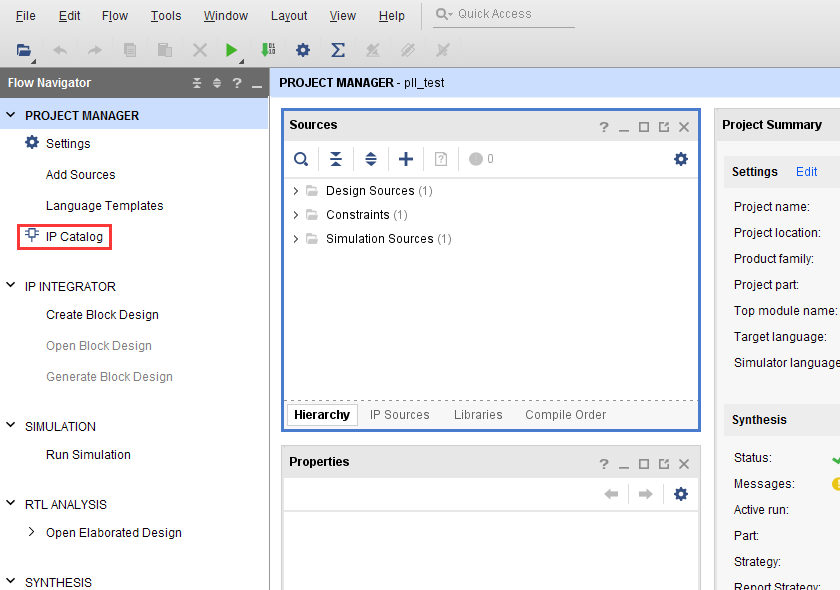 File Edit Flow Tools Window Layout View Help Quick Access
Flow Navigator
PROJECT MANAGER
Settings
Add Sources
Language Templates
IP Catalog
IP INTEGRATOR
Create Block Design
Open Block Design
Generate Block Design
SIMULATION
Run Simulation
RTL ANALYSIS
Open Elaborated Design
SYNTHESIS
PROJECT MANAGER - pll_test
Sources
0
Design Sources (1)
Constraints (1)
Simulation Sources (1)
Hierarchy IP Sources Libraries Compile Order
Properties
Project Summary
Settings Edit
Project name:
Project location:
Product family:
Project part:
Top module name:
Target language:
Simulator language
Synthesis
Status:
Messages:
Active run:
Part:
Strategy:
Report Strategy: